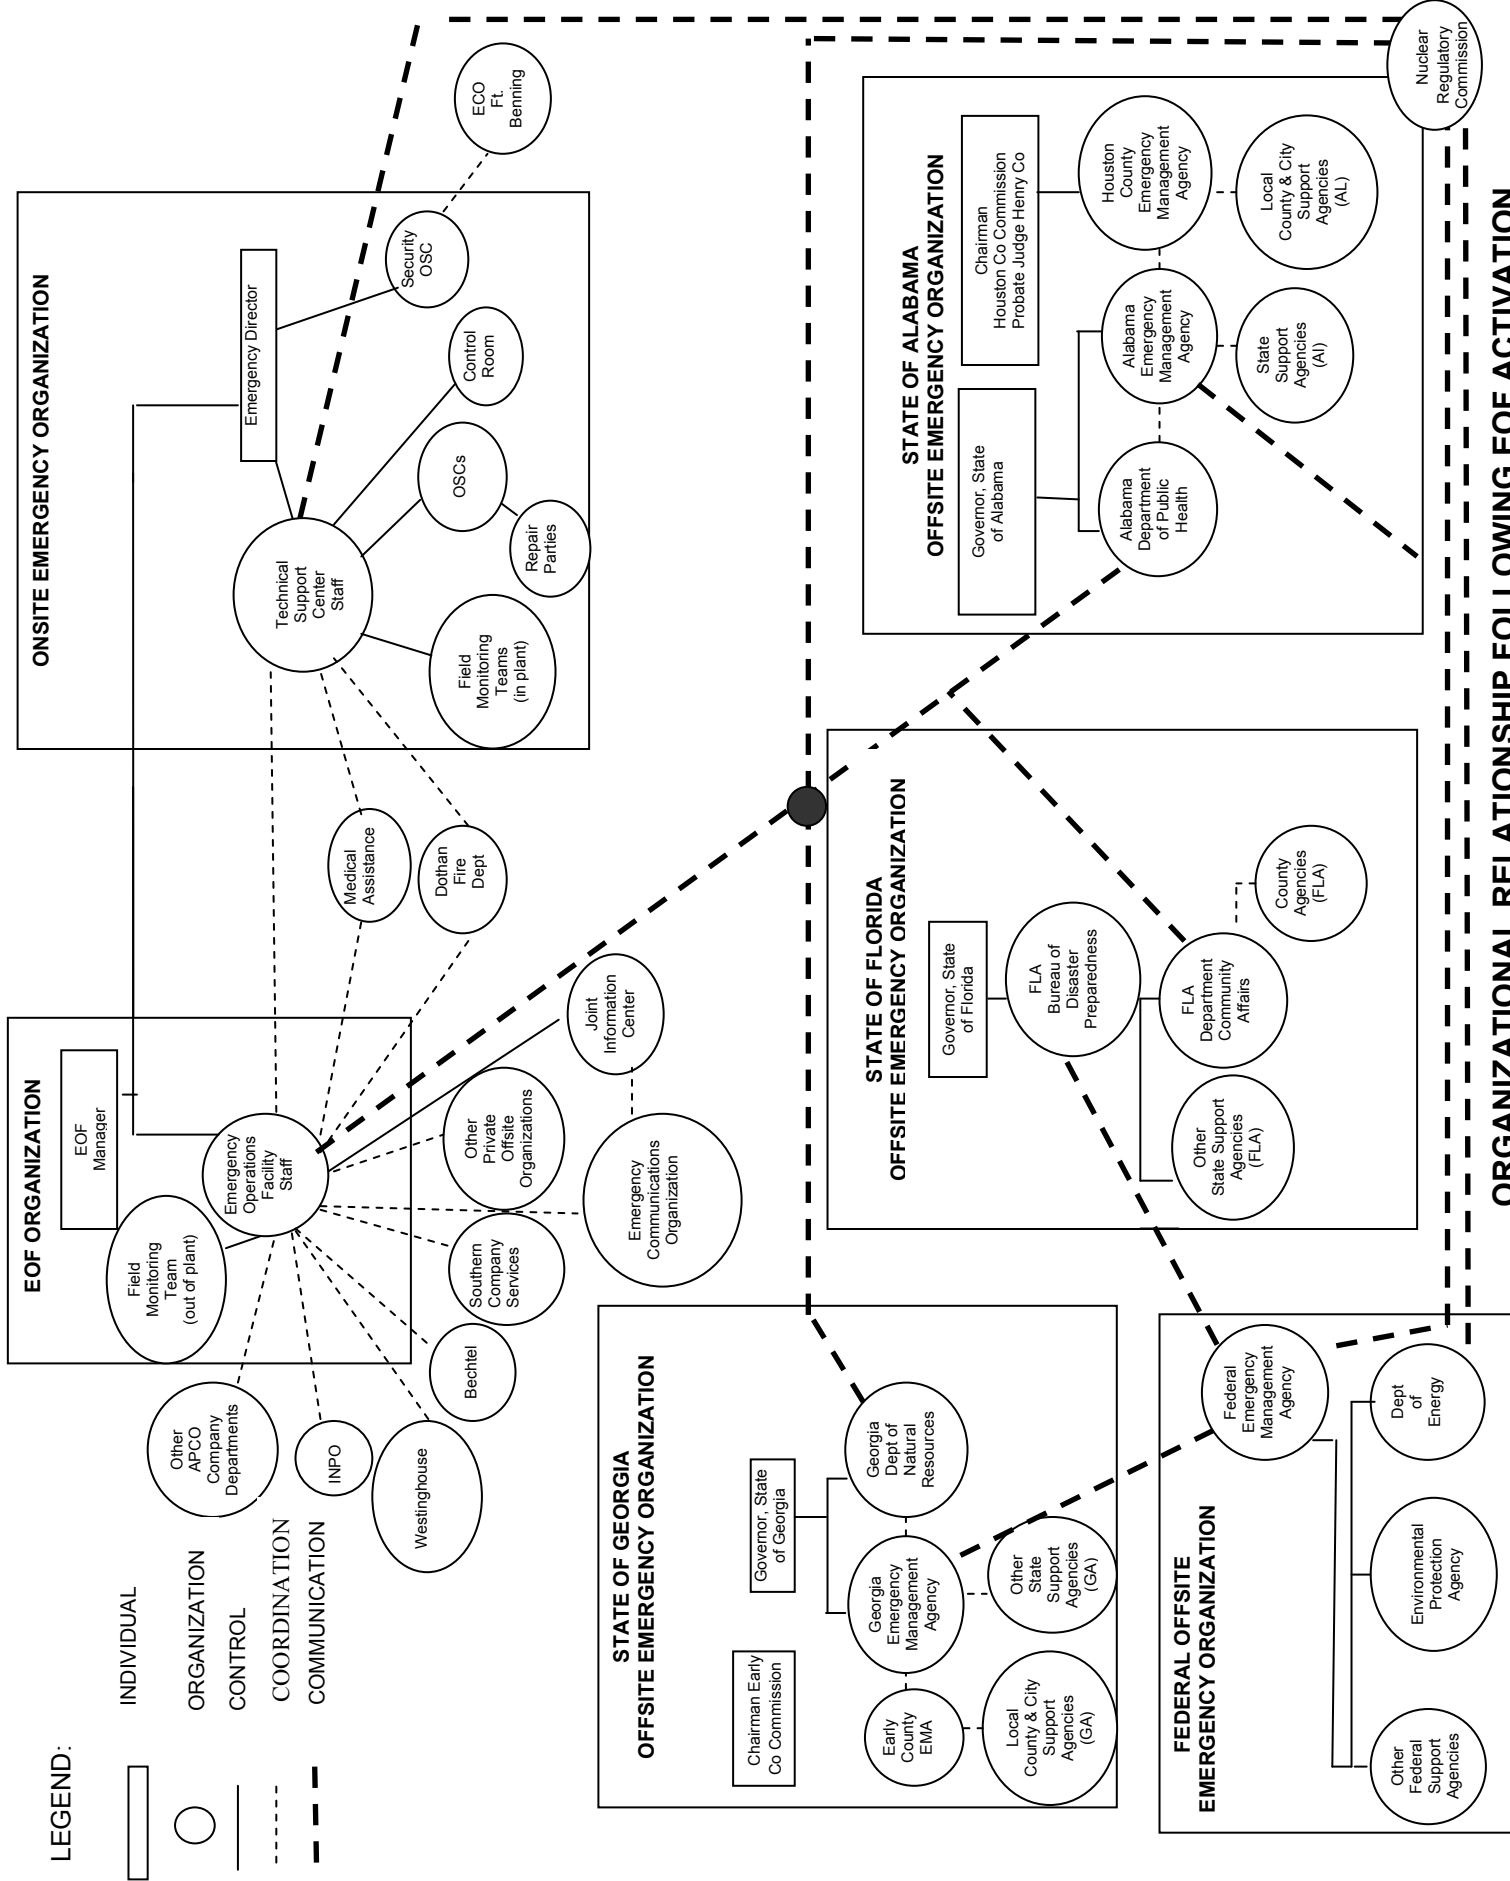 LEGEND:
INDIVIDUAL
ORGANIZATION
CONTROL
COORDINATION
COMMUNICATION
EOF ORGANIZATION
EOF
Manager
Emergency
Operations
Facility
Staff
Field
Monitoring
Team
(out of plant)
Other
APCO
Company
Departments
INPO
Westinghouse
Bechtel
Southern
Company
Services
Other
Private
Offsite
Organizations
Emergency
Communications
Organization
Joint
Information
Center
Medical
Assistance
Dothan
Fire
Dept
ONSITE EMERGENCY ORGANIZATION
Emergency Director
Technical
Support
Center
Staff
Field
Monitoring
Teams
(in plant)
Repair
Parties
OSCs
Control
Room
Security
OSC
ECO
Ft.
Benning
STATE OF GEORGIA
OFFSITE EMERGENCY ORGANIZATION
Chairman Early
Co Commission
Governor, State
of Georgia
Early
County
EMA
Georgia
Emergency
Management
Agency
Georgia
Dept of
Natural
Resources
Local
County & City
Support
Agencies
(GA)
Other
State
Support
Agencies
(GA)
STATE OF FLORIDA
OFFSITE EMERGENCY ORGANIZATION
Governor, State
of Florida
FLA
Bureau of
Disaster
Preparedness
Other
State Support
Agencies
(FLA)
FLA
Department
Community
Affairs
County
Agencies
(FLA)
STATE OF ALABAMA
OFFSITE EMERGENCY ORGANIZATION
Governor, State
of Alabama
Chairman
Houston Co Commission
Probate Judge Henry Co
Alabama
Department
of Public
Health
Alabama
Emergency
Management
Agency
Houston
County
Emergency
Management
Agency
State
Support
Agencies
(Al)
Local
County & City
Support
Agencies
(AL)
Nuclear
Regulatory
Commission
FEDERAL OFFSITE
EMERGENCY ORGANIZATION
Federal
Emergency
Management
Agency
Other
Federal
Support
Agencies
Environmental
Protection
Agency
Dept
of
Energy
ORGANIZATIONAL RELATIONSHIP FOLLOWING EOF ACTIVATION